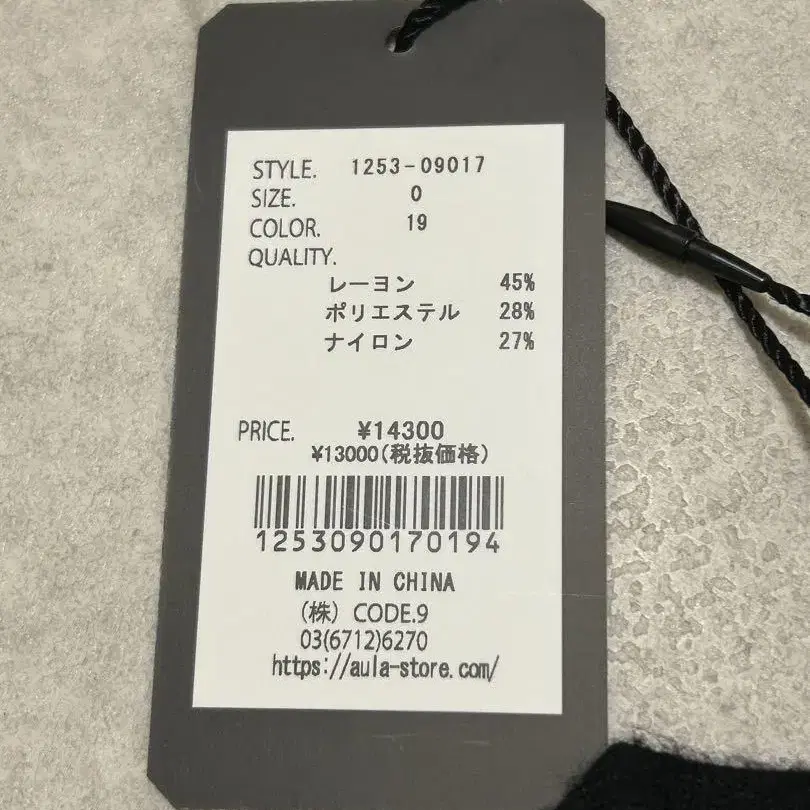 STYLE. 1253-09017
SIZE. 0
COLOR. 19
QUALITY.
レーヨン 45%
ポリエステル 28%
ナイロン 27%
PRICE. ¥14300
¥13000(税抜価格)
1253090170194
MADE IN CHINA
(株) CODE.9
03(6712)6270
https://aula-store.com/